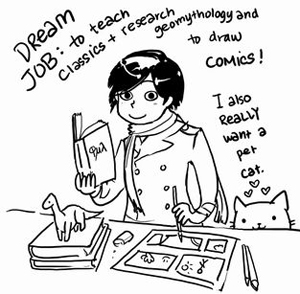 DREAM
JOB: to teach
Classics + research
geomythology and
to draw
COMICS!
I also
REALLY
want a
pet
cat.